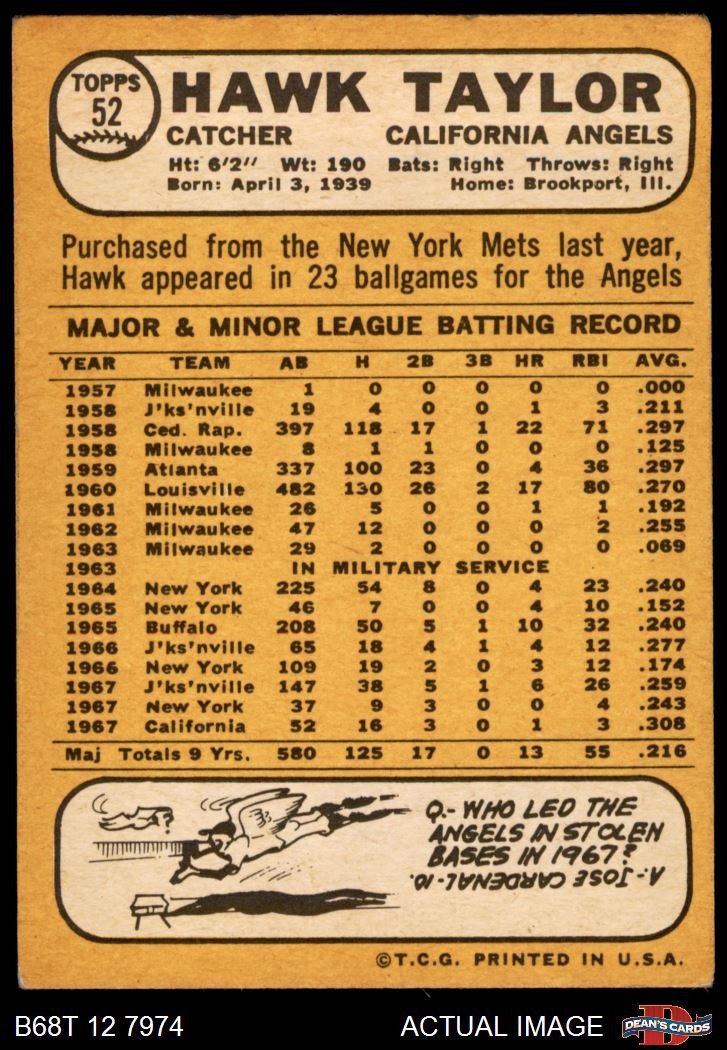 TOPPS
52
HAWK TAYLOR
CATCHER CALIFORNIA ANGELS
Ht: 6'2" Wt: 190 Bats: Right Throws: Right
Born: April 3, 1939 Home: Brookport, Ill.
Purchased from the New York Mets last year,
Hawk appeared in 23 ballgames for the Angels
MAJOR & MINOR LEAGUE BATTING RECORD
YEAR TEAM AB H 2B 3B HR RBI AVG.
1957 Milwaukee 1 0 0 0 0 0 .000
1958 J'ks'nville 19 4 0 0 1 3 .211
1958 Ced. Rap. 397 118 17 1 22 71 .297
1958 Milwaukee 8 1 1 0 0 0 .125
1959 Atlanta 337 100 23 0 4 36 .297
1960 Louisville 482 130 26 2 17 80 .270
1961 Milwaukee 26 5 0 0 1 1 .192
1962 Milwaukee 47 12 0 0 0 2 .255
1963 Milwaukee 29 2 0 0 0 0 .069
1963 IN MILITARY SERVICE
1964 New York 225 54 8 0 4 23 .240
1965 New York 46 7 0 0 4 10 .152
1965 Buffalo 208 50 5 1 10 32 .240
1966 J'ks'nville 65 18 4 1 4 12 .277
1966 New York 109 19 2 0 3 12 .174
1967 J'ks'nville 147 38 5 1 6 26 .259
1967 New York 37 9 3 0 0 4 .243
1967 California 52 16 3 0 1 3 .308
Maj Totals 9 Yrs. 580 125 17 0 13 55 .216
?
Q.- WHO LED THE
ANGELS IN STOLEN
BASES IN 1967?
A.- JOSE CARDENAL- 10.
©T.C.G. PRINTED IN U.S.A.
B68T 12 7974 ACTUAL IMAGE
D
DEAN'S CARDS